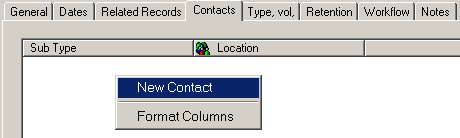 General Dates Related Records Contacts Type, vol, Retention Workflow Notes
Sub Type Location
New Contact
Format Columns